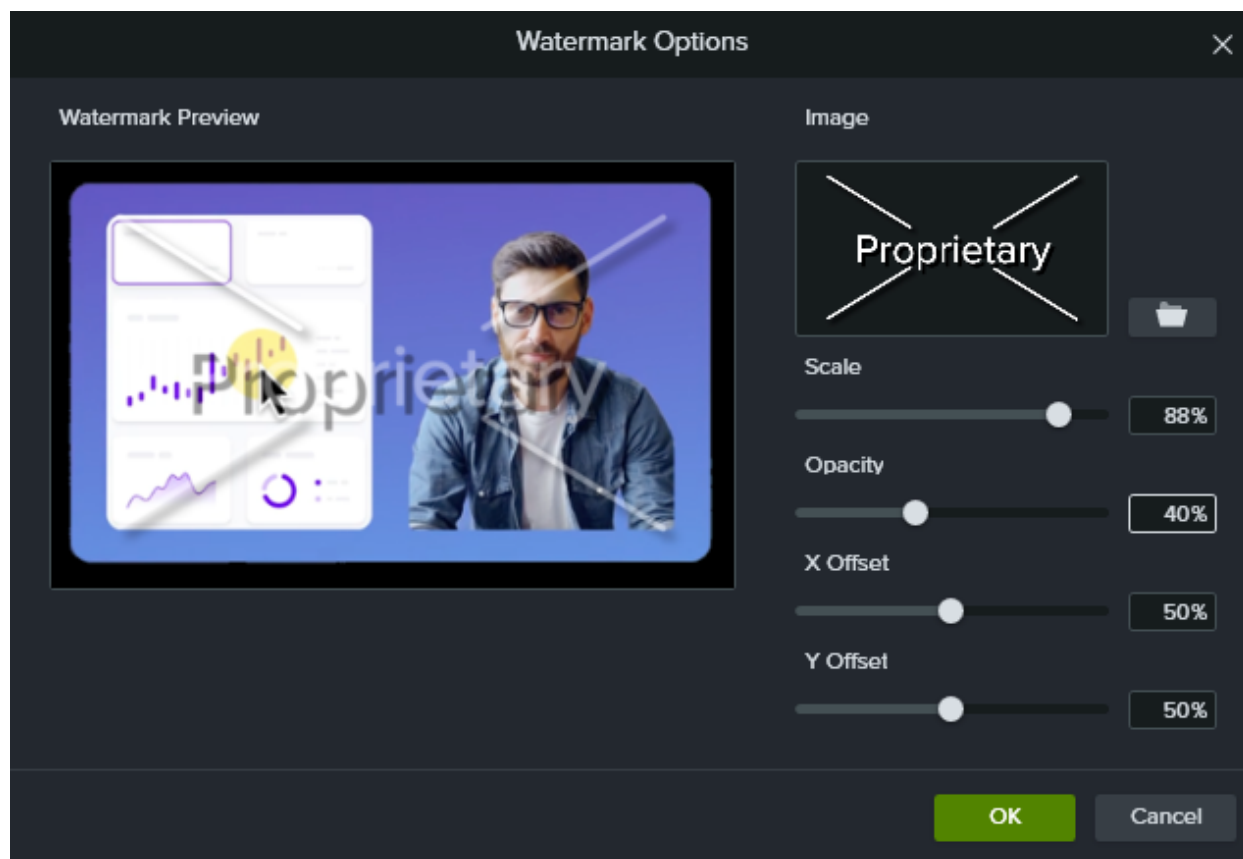 Watermark Options
Watermark Preview
Image
Proprietary
Proprietary
Scale
88%
Opacity
40%
X Offset
50%
Y Offset
50%
OK
Cancel